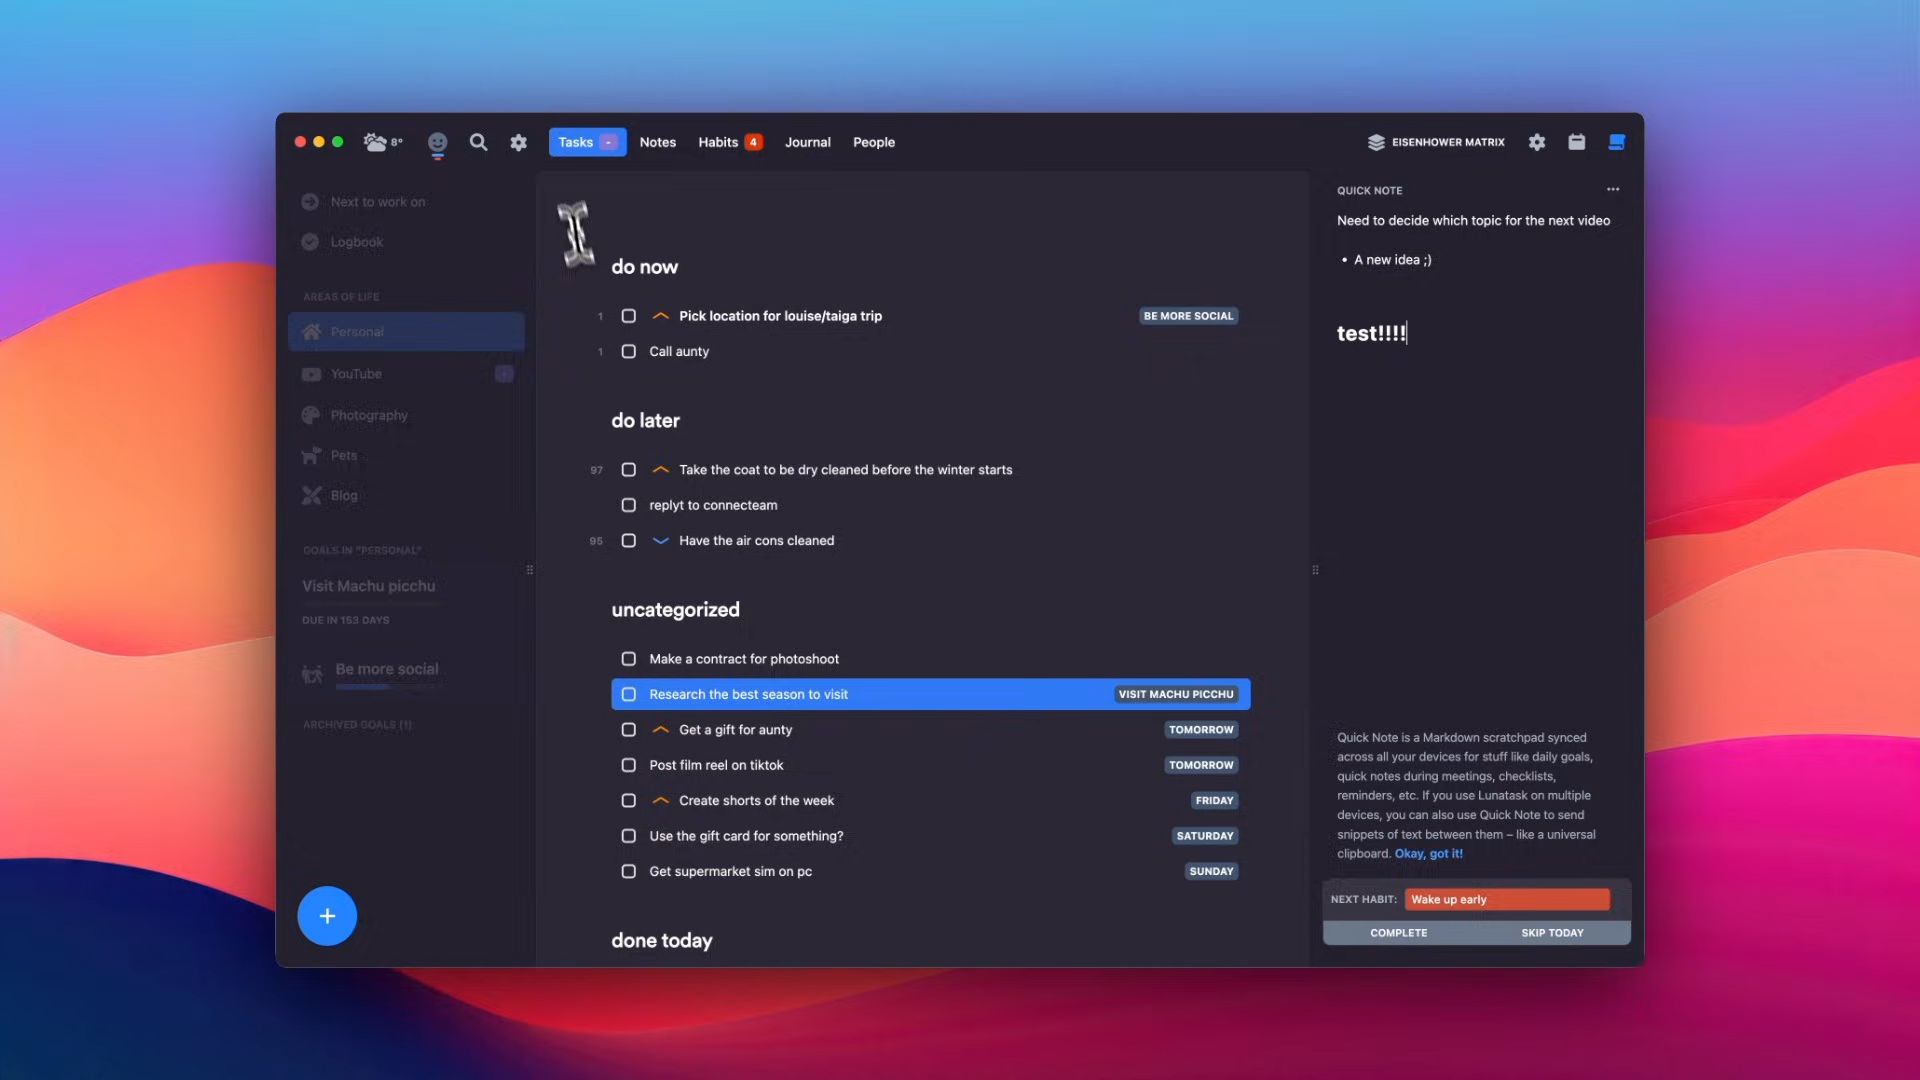 8°
Tasks -
Notes
Habits 4
Journal
People
EISENHOWER MATRIX
Next to work on
Logbook
AREAS OF LIFE
Personal
YouTube
Photography
Pets
Blog
GOALS IN "PERSONAL"
Visit Machu picchu
DUE IN 153 DAYS
Be more social
ARCHIVED GOALS (1)
do now
1 Pick location for louise/taiga trip BE MORE SOCIAL
1 Call aunty
do later
97 Take the coat to be dry cleaned before the winter starts
replyt to connecteam
95 Have the air cons cleaned
uncategorized
Make a contract for photoshoot
Research the best season to visit VISIT MACHU PICCHU
Get a gift for aunty TOMORROW
Post film reel on tiktok TOMORROW
Create shorts of the week FRIDAY
Use the gift card for something? SATURDAY
Get supermarket sim on pc SUNDAY
done today
QUICK NOTE
Need to decide which topic for the next video
• A new idea ;)
test!!!!
Quick Note is a Markdown scratchpad synced
across all your devices for stuff like daily goals,
quick notes during meetings, checklists,
reminders, etc. If you use Lunatask on multiple
devices, you can also use Quick Note to send
snippets of text between them – like a universal
clipboard. Okay, got it!
NEXT HABIT: Wake up early
COMPLETE
SKIP TODAY